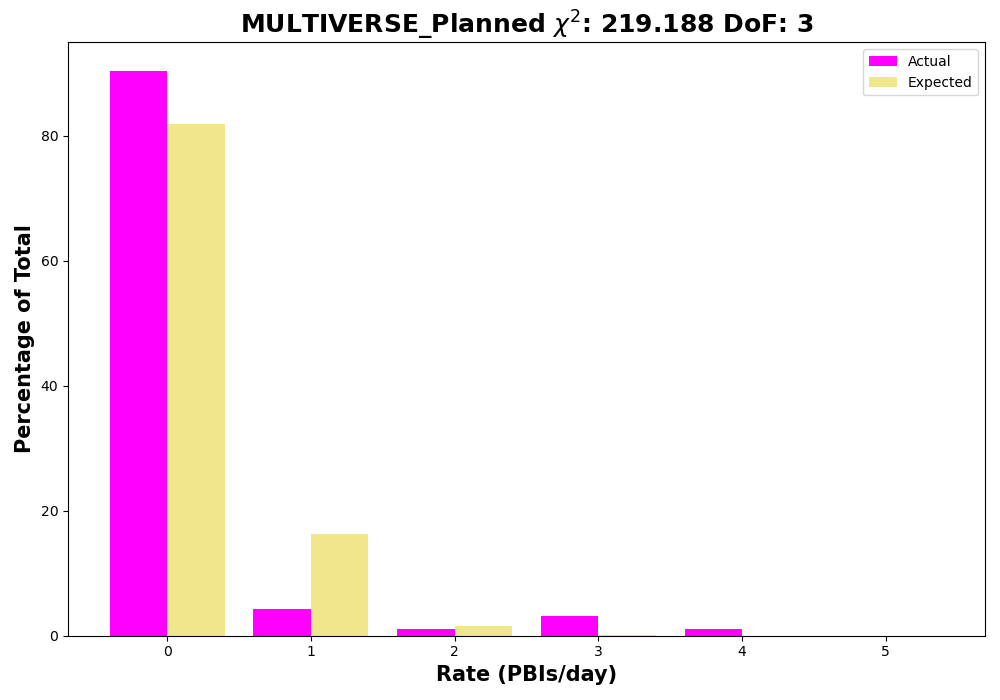 MULTIVERSE_Planned χ²: 219.188 DoF: 3
Actual
Expected
Percentage of Total
80
60
40
20
0
0 1 2 3 4 5
Rate (PBIs/day)